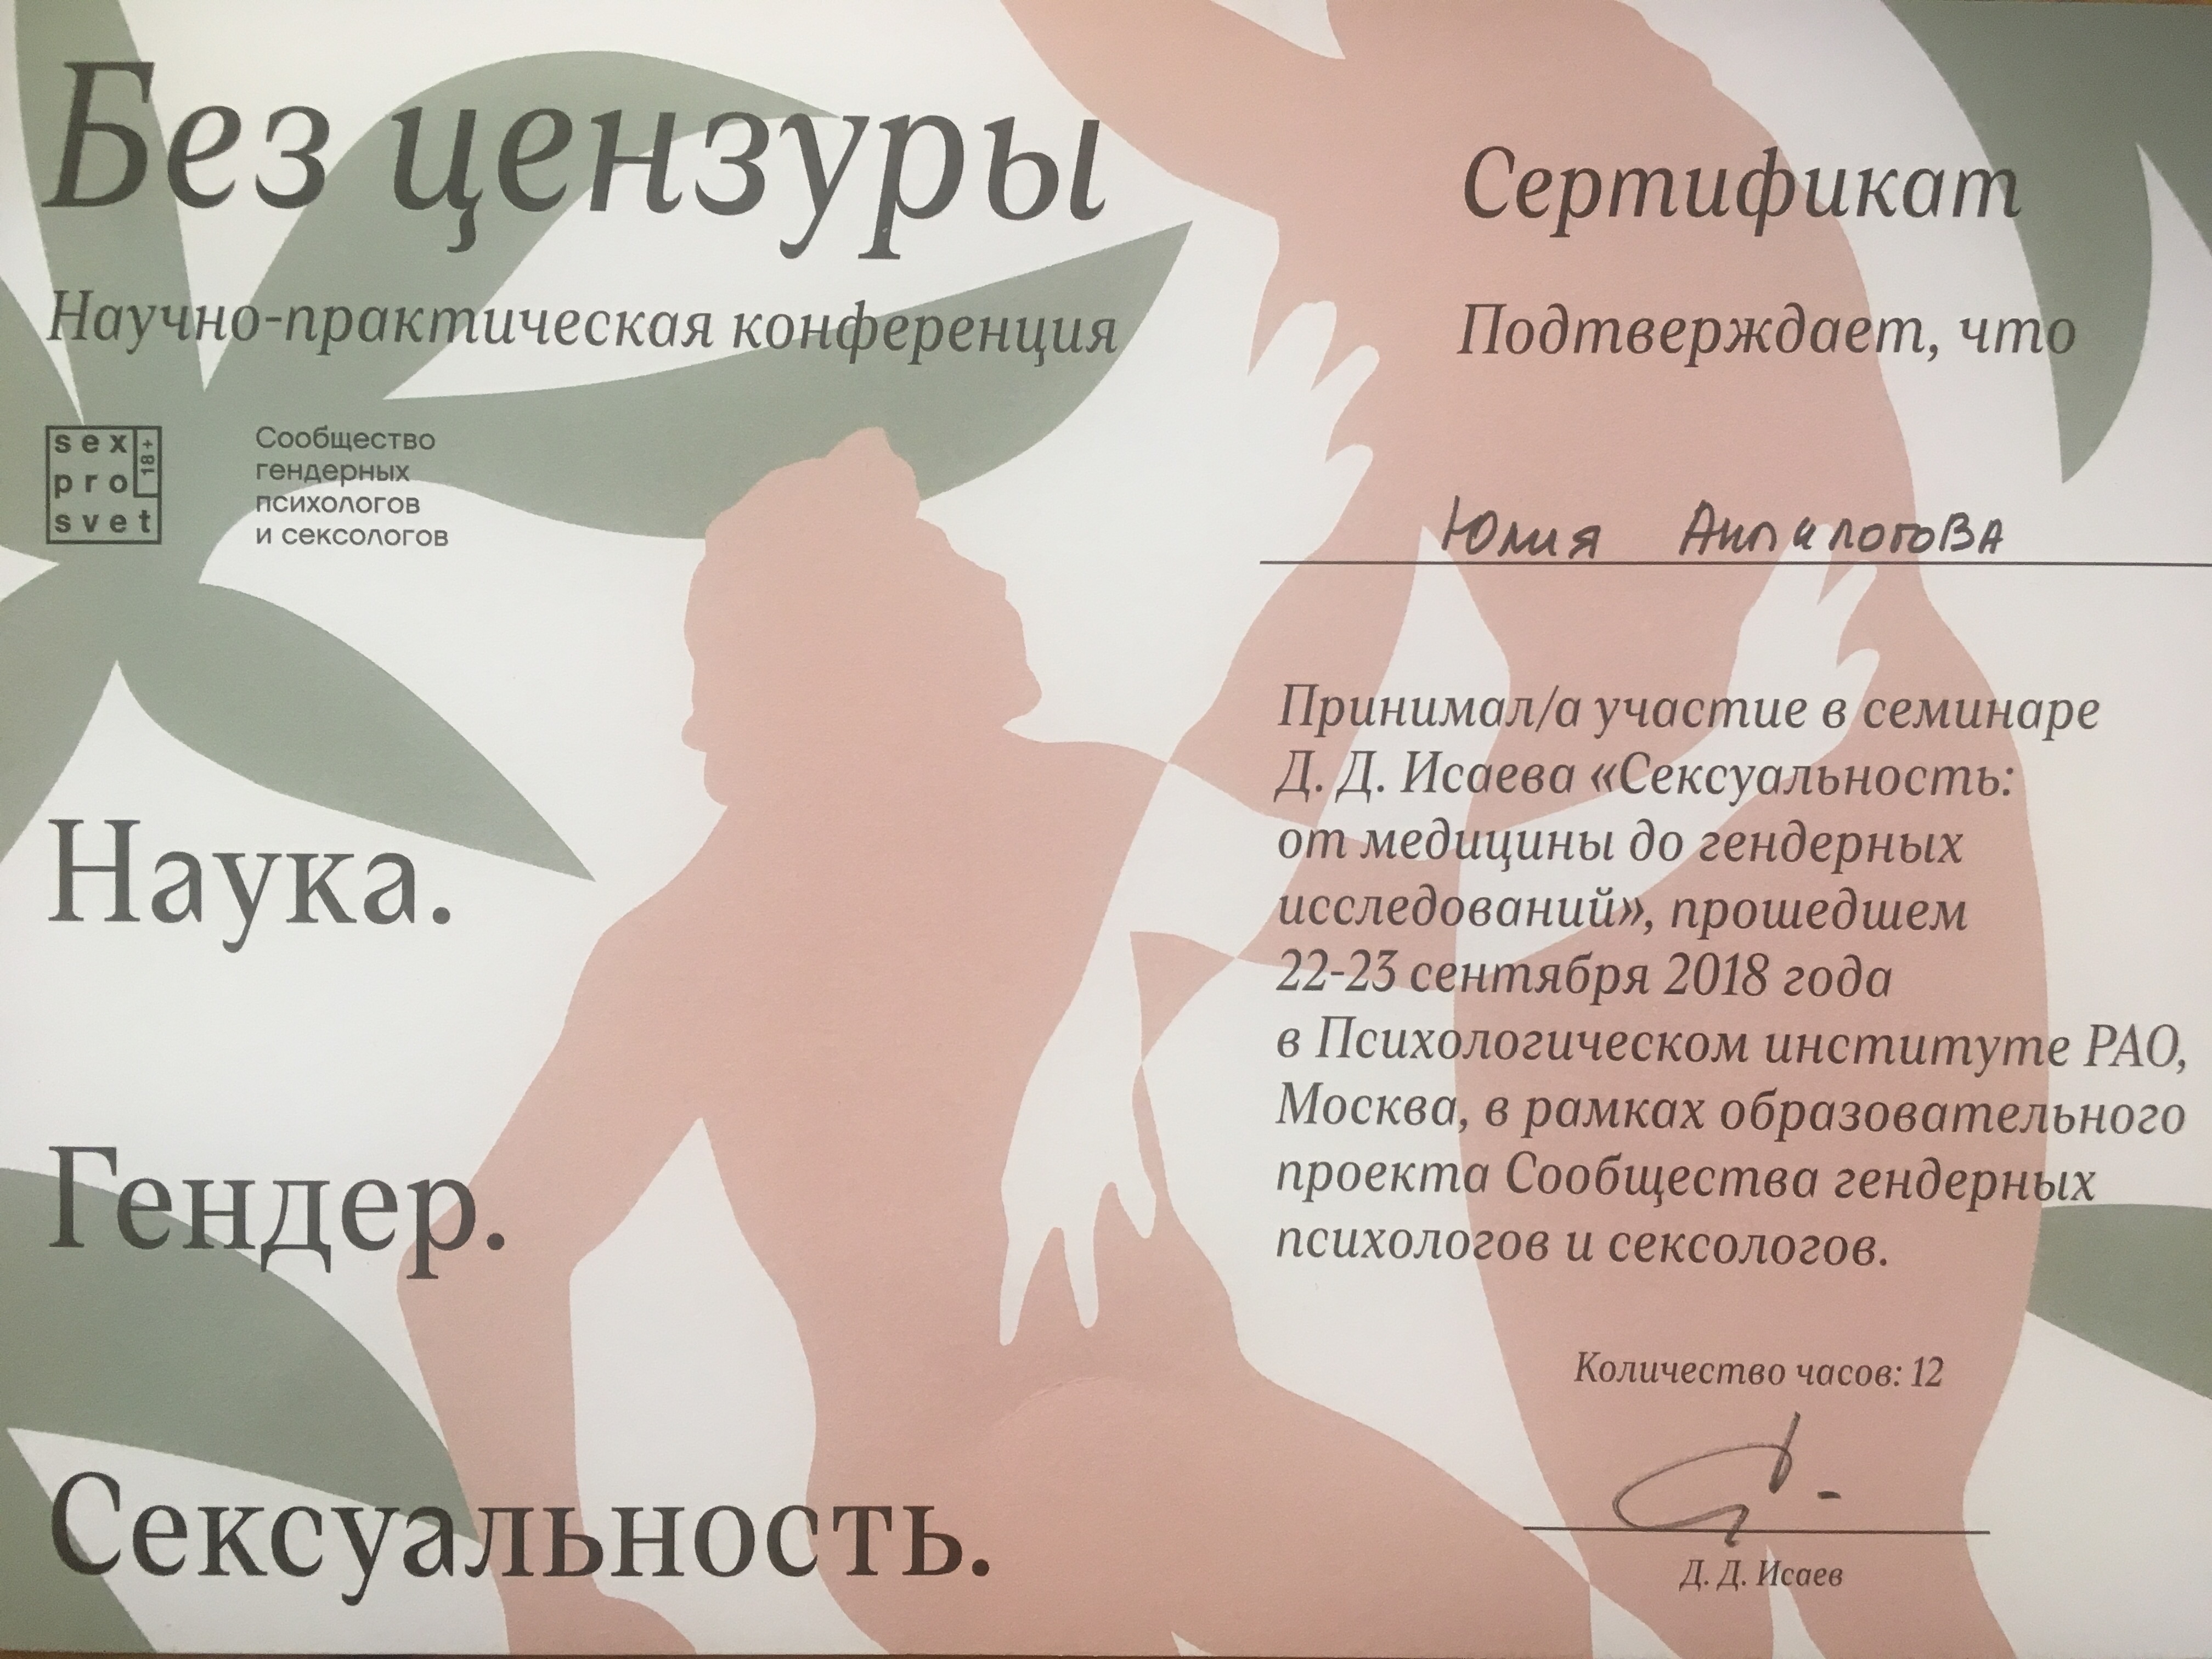 Без цензуры
Научно-практическая конференция
sex
pro
svet
18+
Сообщество
гендерных
психологов
и сексологов
Наука.
Гендер.
Сексуальность.
Сертификат
Подтверждает, что
Юлия Анпилогова
Принимал/а участие в семинаре
Д. Д. Исаева «Сексуальность:
от медицины до гендерных
исследований», прошедшем
22-23 сентября 2018 года
в Психологическом институте РАО,
Москва, в рамках образовательного
проекта Сообщества гендерных
психологов и сексологов.
Количество часов: 12
Д. Д. Исаев